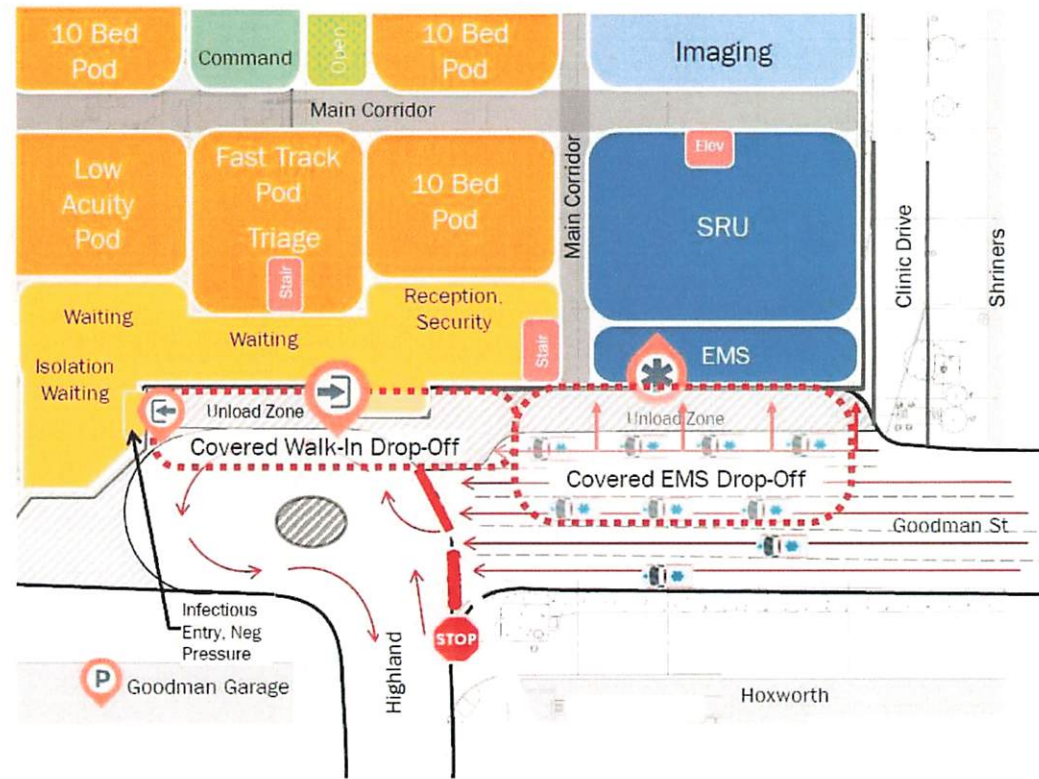 10 Bed
Pod
Command
Open
10 Bed
Pod
Imaging
Main Corridor
Low
Acuity
Pod
Fast Track
Pod
Triage
Stair
10 Bed
Pod
Main Corridor
Elev
SRU
Clinic Drive
Shriners
Waiting
Waiting
Reception,
Security
Stair
EMS
Isolation
Waiting
Unload Zone
Unload Zone
Covered Walk-In Drop-Off
Covered EMS Drop-Off
Goodman St
Infectious
Entry, Neg
Pressure
STOP
P
Goodman Garage
Highland
Hoxworth